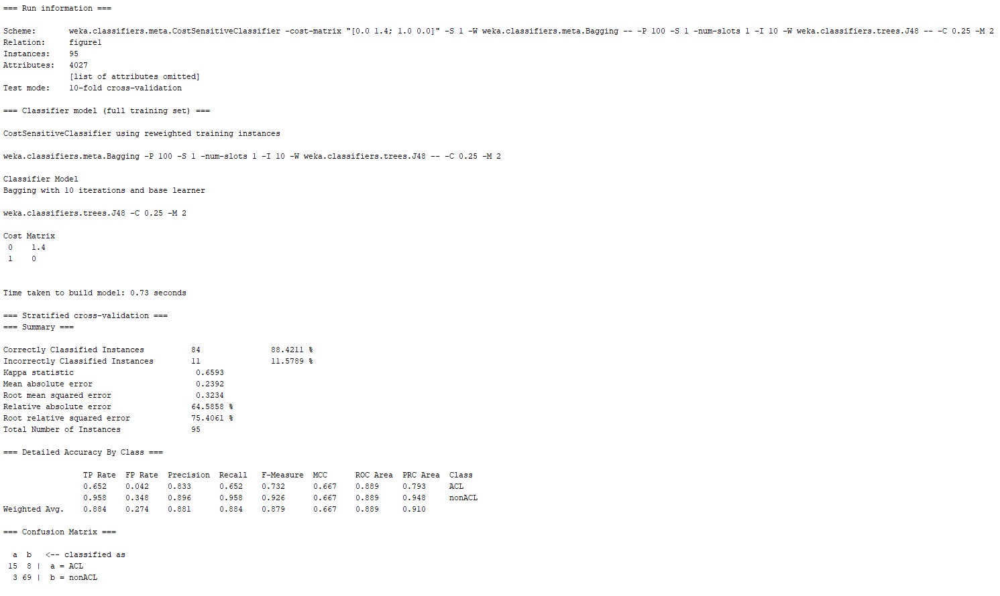 === Run information ===
Scheme: weka.classifiers.meta.CostSensitiveClassifier -cost-matrix "[0.0 1.4; 1.0 0.0]" -S 1 -W weka.classifiers.meta.Bagging -- -P 100 -S 1 -num-slots 1 -I 10 -W weka.classifiers.trees.J48 -- -C 0.25 -M 2
Relation: figure1
Instances: 95
Attributes: 4027
[list of attributes omitted]
Test mode: 10-fold cross-validation
=== Classifier model (full training set) ===
CostSensitiveClassifier using reweighted training instances
weka.classifiers.meta.Bagging -P 100 -S 1 -num-slots 1 -I 10 -W weka.classifiers.trees.J48 -- -C 0.25 -M 2
Classifier Model
Bagging with 10 iterations and base learner
weka.classifiers.trees.J48 -C 0.25 -M 2
Cost Matrix
0 1.4
1 0
Time taken to build model: 0.73 seconds
=== Stratified cross-validation ===
=== Summary ===
Correctly Classified Instances 84 88.4211 %
Incorrectly Classified Instances 11 11.5789 %
Kappa statistic 0.6593
Mean absolute error 0.2392
Root mean squared error 0.3234
Relative absolute error 64.5858 %
Root relative squared error 75.4061 %
Total Number of Instances 95
=== Detailed Accuracy By Class ===
TP Rate FP Rate Precision Recall F-Measure MCC ROC Area PRC Area Class
0.652 0.042 0.833 0.652 0.732 0.667 0.889 0.793 ACL
0.958 0.348 0.896 0.958 0.926 0.667 0.889 0.948 nonACL
Weighted Avg. 0.884 0.274 0.881 0.884 0.879 0.667 0.889 0.910
=== Confusion Matrix ===
a b <-- classified as
15 8 | a = ACL
3 69 | b = nonACL